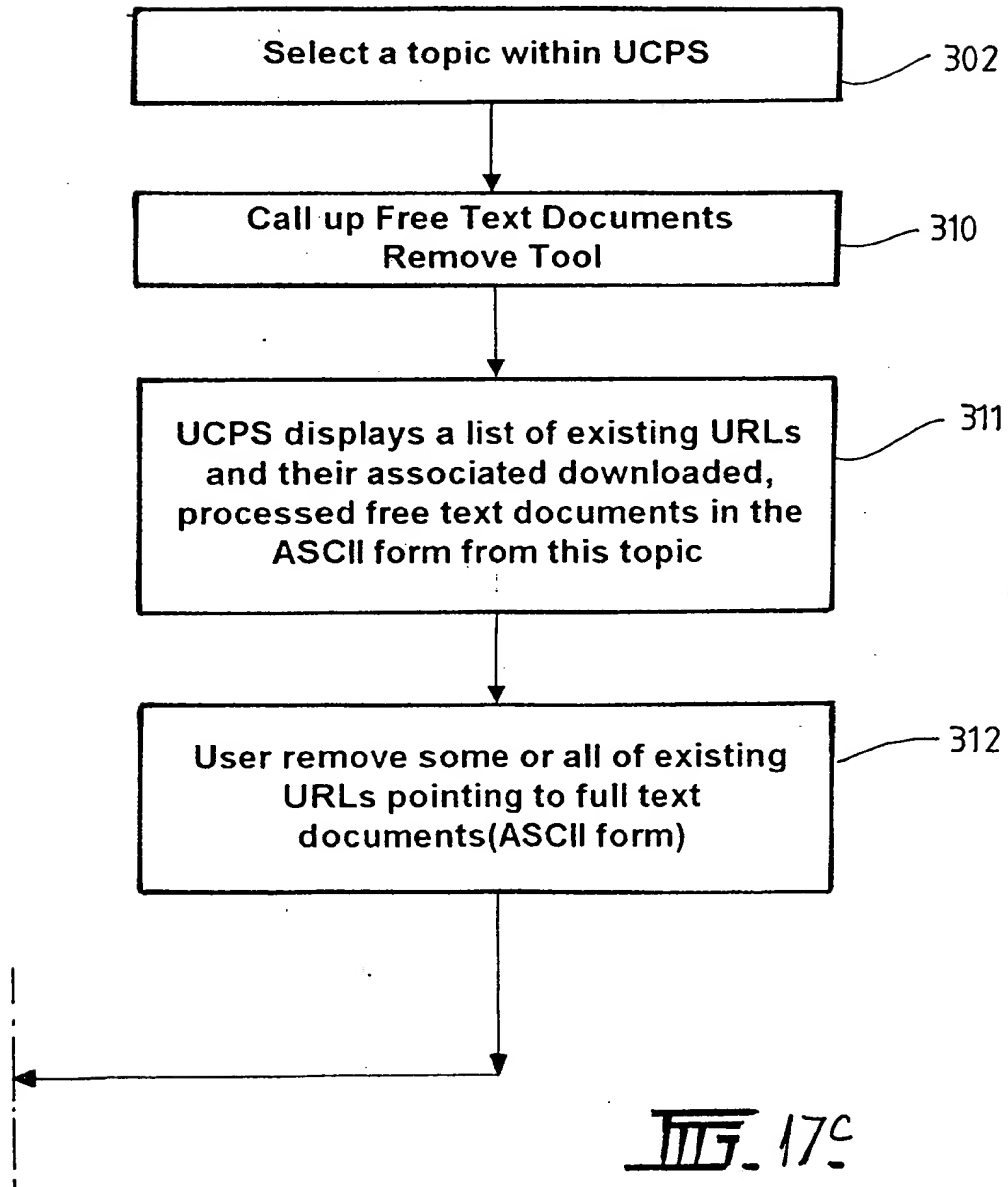 Select a topic within UCPS
302
Call up Free Text Documents
Remove Tool
310
UCPS displays a list of existing URLs
and their associated downloaded,
processed free text documents in the
ASCII form from this topic
311
User remove some or all of existing
URLs pointing to full text
documents(ASCII form)
312
FIG. 17c